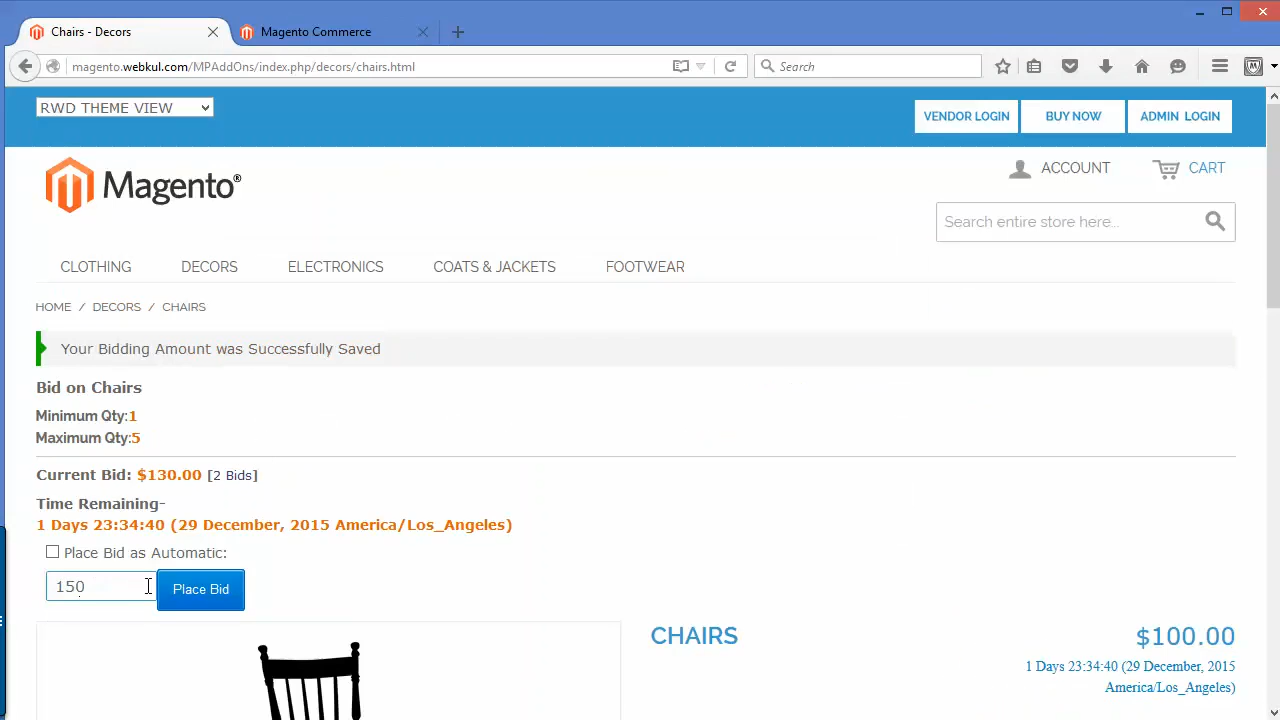 Chairs - Decors
Magento Commerce
magento.webkul.com/MPAddOns/index.php/decors/chairs.html
Search
RWD THEME VIEW
VENDOR LOGIN
BUY NOW
ADMIN LOGIN
Magento®
ACCOUNT
CART
Search entire store here...
CLOTHING DECORS ELECTRONICS COATS & JACKETS FOOTWEAR
HOME / DECORS / CHAIRS
Your Bidding Amount was Successfully Saved
Bid on Chairs
Minimum Qty:1
Maximum Qty:5
Current Bid: $130.00 [2 Bids]
Time Remaining-
1 Days 23:34:40 (29 December, 2015 America/Los_Angeles)
Place Bid as Automatic:
150
Place Bid
CHAIRS
$100.00
1 Days 23:34:40 (29 December, 2015
America/Los_Angeles)